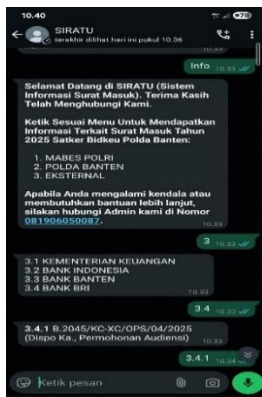 10.40
78
SIRATU
terakhir dilihat hari ini pukul 10.36
10.33
Info 10.33
Selamat Datang di SIRATU (Sistem
Informasi Surat Masuk). Terima Kasih
Telah Menghubungi Kami.
Ketik Sesuai Menu Untuk Mendapatkan
Informasi Terkait Surat Masuk Tahun
2025 Satker Bidkeu Polda Banten:
1. MABES POLRI
2. POLDA BANTEN
3. EKSTERNAL
Apabila Anda mengalami kendala atau
membutuhkan bantuan lebih lanjut,
silakan hubungi Admin kami di Nomor
081906050087.
10.33
3 10.33
3.1 KEMENTERIAN KEUANGAN
3.2 BANK INDONESIA
3.3 BANK BANTEN
3.4 BANK BRI
10.33
3.4 10.33
3.4.1 B.2045/KC-XC/OPS/04/2025
(Dispo Ka., Permohonan Audiensi) 10.33
3.4.1 10.34
Ketik pesan